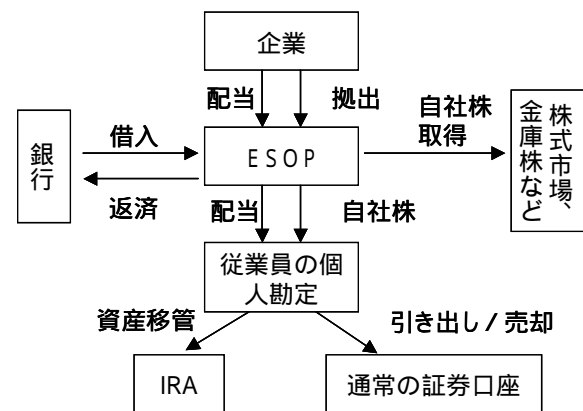 企業
配当
拠出
自社株
取得
株式市場、
金庫株など
銀行
借入
ESOP
返済
配当
自社株
従業員の個
人勘定
資産移管
引き出し/売却
IRA
通常の証券口座